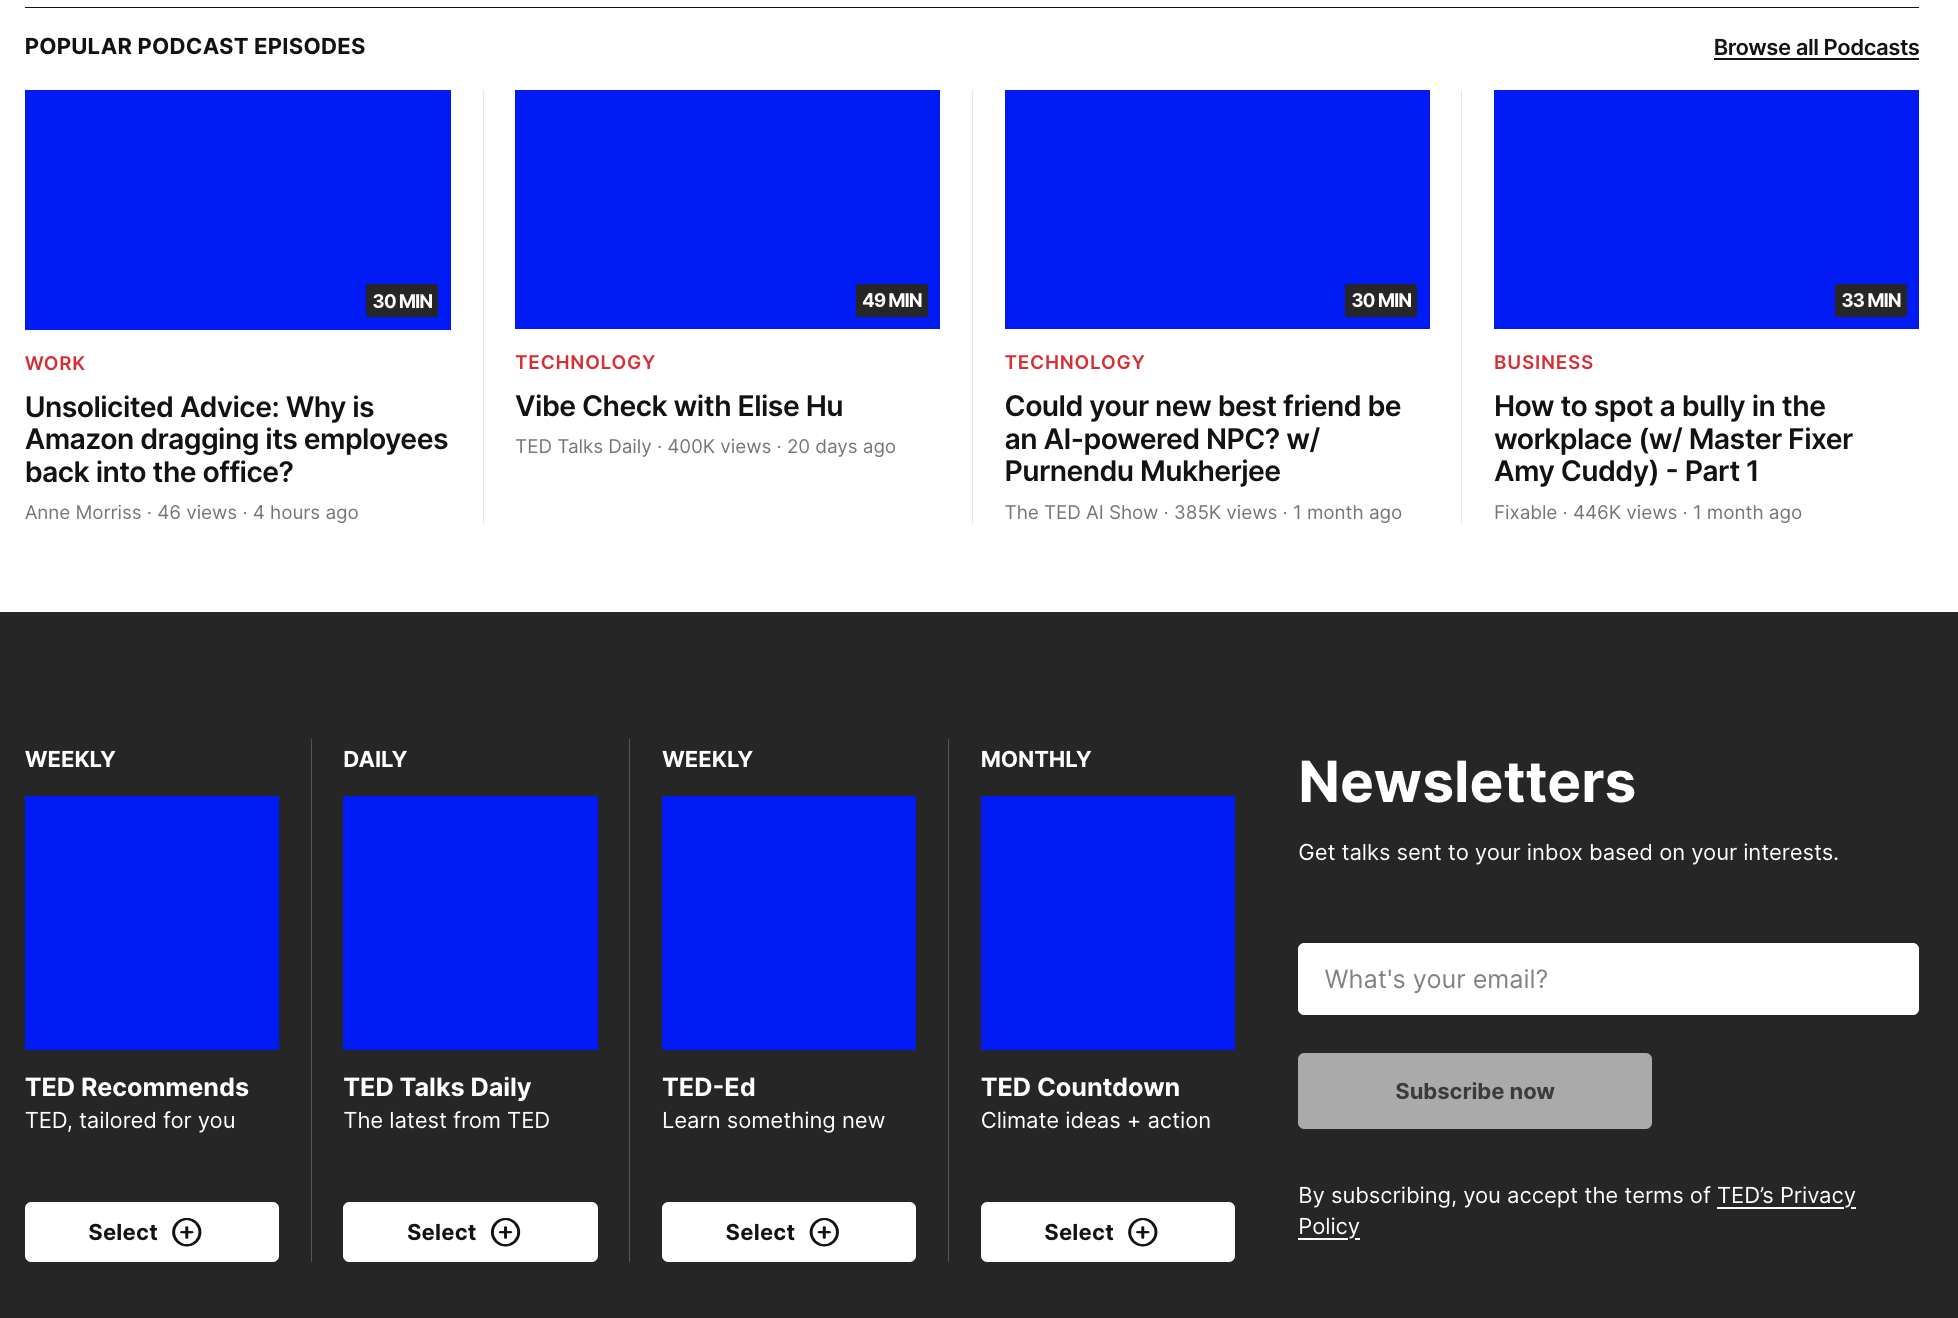 POPULAR PODCAST EPISODES
Browse all Podcasts
30 MIN
WORK
Unsolicited Advice: Why is
Amazon dragging its employees
back into the office?
Anne Morriss · 46 views · 4 hours ago
49 MIN
TECHNOLOGY
Vibe Check with Elise Hu
TED Talks Daily · 400K views · 20 days ago
30 MIN
TECHNOLOGY
Could your new best friend be
an AI-powered NPC? w/
Purnendu Mukherjee
The TED AI Show · 385K views · 1 month ago
33 MIN
BUSINESS
How to spot a bully in the
workplace (w/ Master Fixer
Amy Cuddy) - Part 1
Fixable · 446K views · 1 month ago
WEEKLY
TED Recommends
TED, tailored for you
Select
DAILY
TED Talks Daily
The latest from TED
Select
WEEKLY
TED-Ed
Learn something new
Select
MONTHLY
TED Countdown
Climate ideas + action
Select
Newsletters
Get talks sent to your inbox based on your interests.
What's your email?
Subscribe now
By subscribing, you accept the terms of TED’s Privacy
Policy